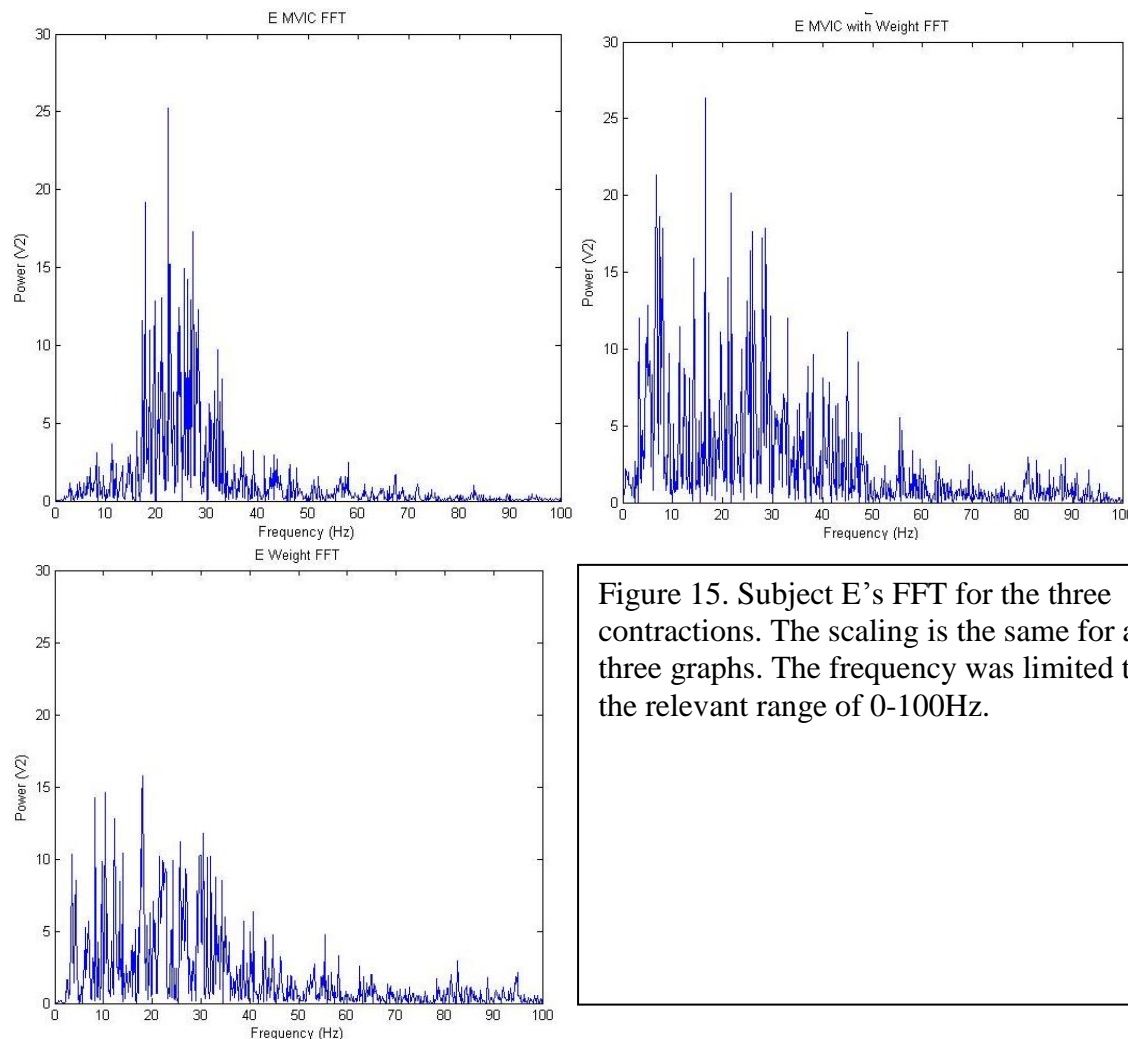 E MVIC FFT
30
25
20
15
10
5
0
Power (V2)
0 10 20 30 40 50 60 70 80 90 100
Frequency (Hz)
E MVIC with Weight FFT
30
25
20
15
10
5
0
Power (V2)
0 10 20 30 40 50 60 70 80 90 100
Frequency (Hz)
E Weight FFT
30
25
20
15
10
5
0
Power (V2)
0 10 20 30 40 50 60 70 80 90 100
Frequency (Hz)
Figure 15. Subject E’s FFT for the three
contractions. The scaling is the same for a
three graphs. The frequency was limited t
the relevant range of 0-100Hz.